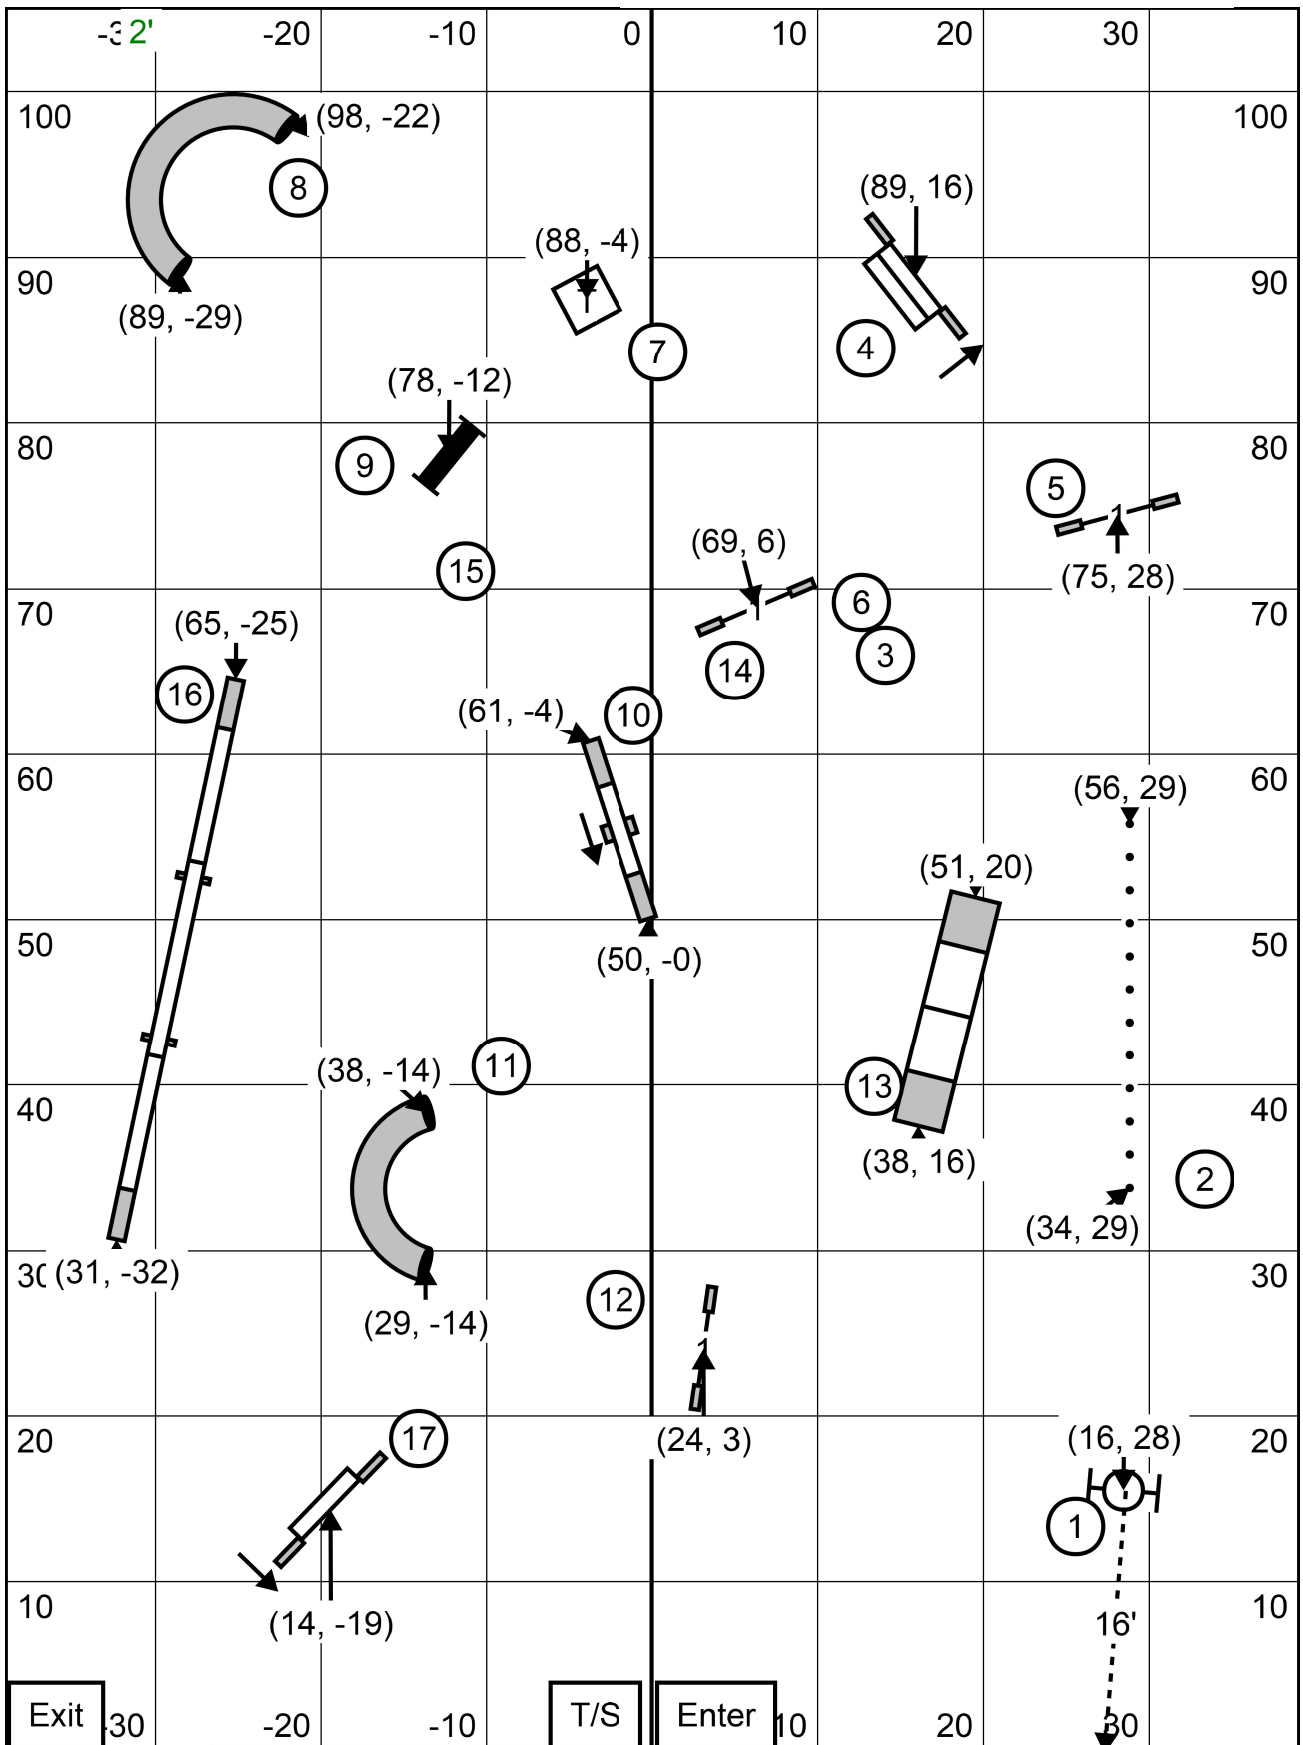 -3 2' -20 -10 0 10 20 30
100 (98, -22) 100
8 (89, 16)
(88, -4)
90 90
(89, -29)
7 4
(78, -12)
80 9 80
5
(69, 6) 1
15 (75, 28)
70 6 70
(65, -25) 14 3
16 (61, -4) 10
60 (56, 29) 60
(51, 20)
50 (50, -0) 50
(38, -14) 11 13
40 40
(38, 16) 2
(34, 29)
30 (31, -32) 12 30
(29, -14) 1
20 17 (24, 3) (16, 28) 20
1
10 (14, -19) 16' 10
Exit -30 -20 -10 T/S Enter 10 20 30